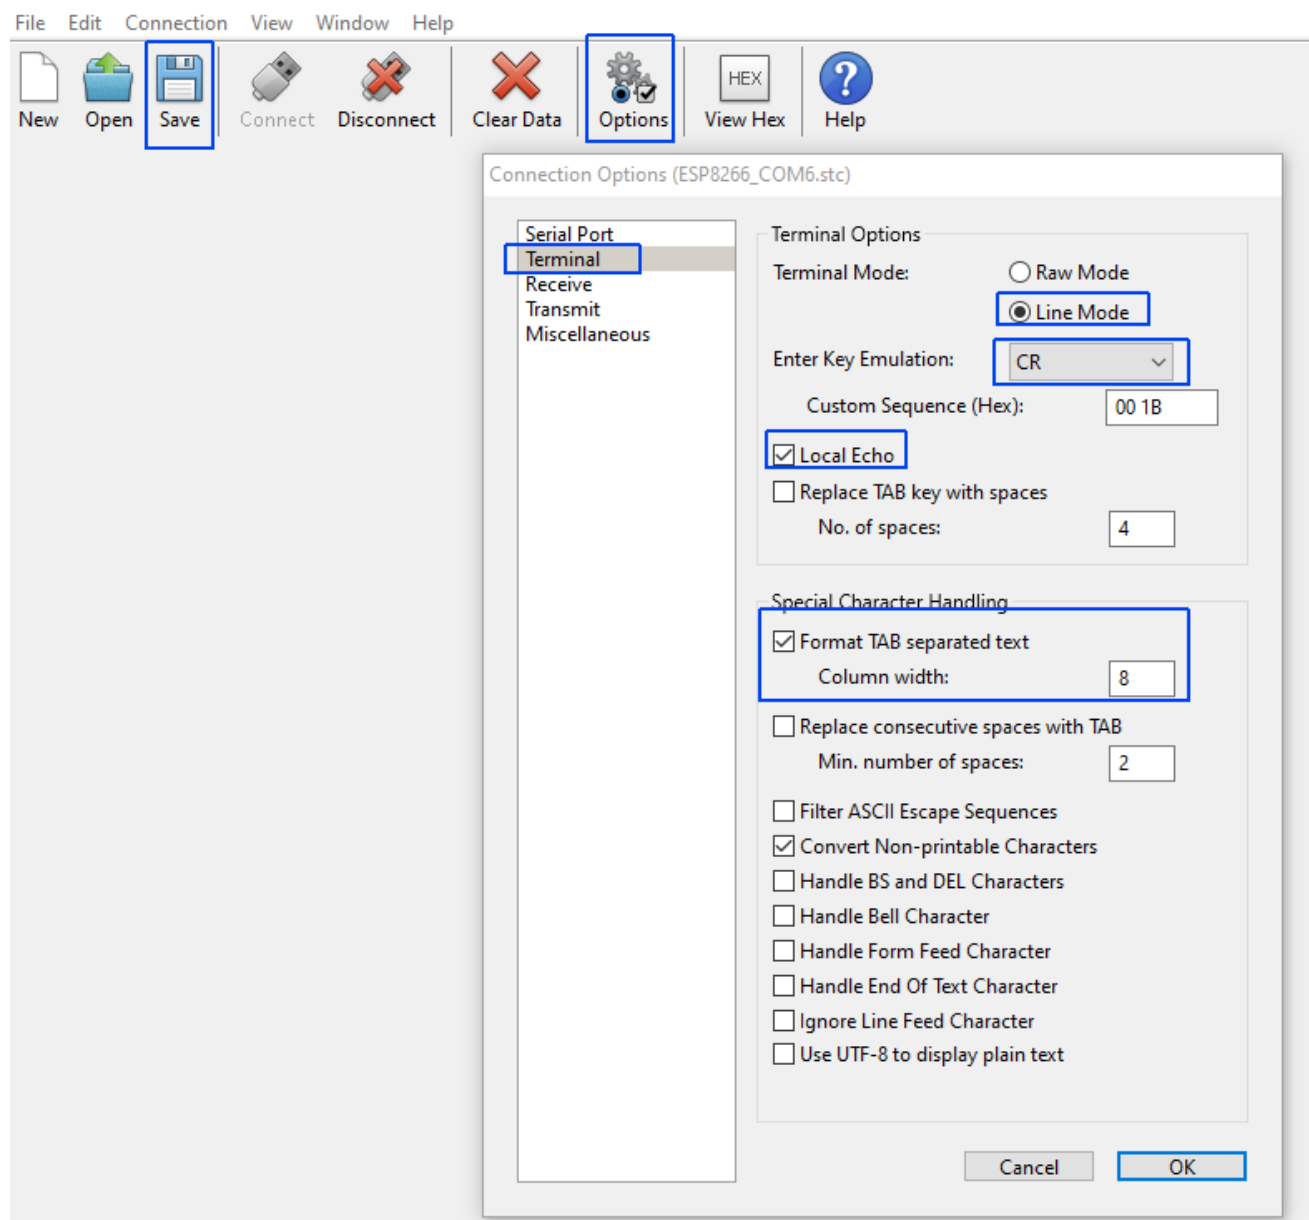 File Edit Connection View Window Help
HEX
?
New Open Save Connect Disconnect Clear Data Options View Hex Help
Connection Options (ESP8266_COM6.stc)
Serial Port
Terminal
Receive
Transmit
Miscellaneous
Terminal Options
Terminal Mode: Raw Mode
Line Mode
Enter Key Emulation: CR
Custom Sequence (Hex): 00 1B
Local Echo
Replace TAB key with spaces
No. of spaces: 4
Special Character Handling
Format TAB separated text
Column width: 8
Replace consecutive spaces with TAB
Min. number of spaces: 2
Filter ASCII Escape Sequences
Convert Non-printable Characters
Handle BS and DEL Characters
Handle Bell Character
Handle Form Feed Character
Handle End Of Text Character
Ignore Line Feed Character
Use UTF-8 to display plain text
Cancel OK